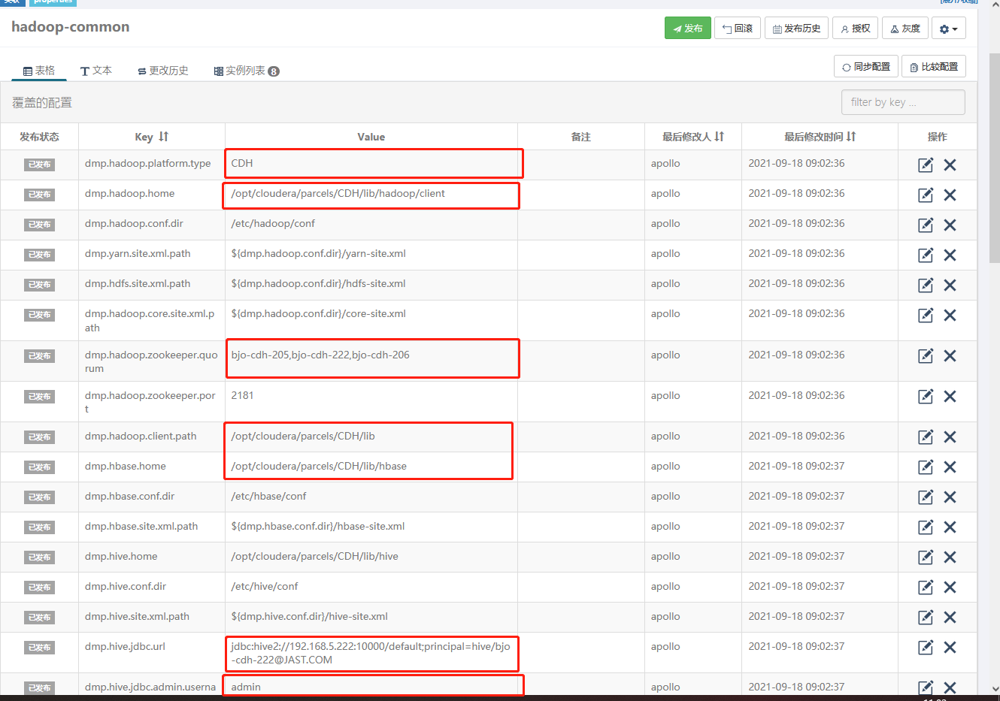 关联 properties [展开/收缩]
hadoop-common
发布 回滚 发布历史 授权 灰度
表格 文本 更改历史 实例列表 8 同步配置 比较配置
覆盖的配置 filter by key ...
发布状态 Key Value 备注 最后修改人 最后修改时间 操作
已发布 dmp.hadoop.platform.type CDH apollo 2021-09-18 09:02:36
已发布 dmp.hadoop.home /opt/cloudera/parcels/CDH/lib/hadoop/client apollo 2021-09-18 09:02:36
已发布 dmp.hadoop.conf.dir /etc/hadoop/conf apollo 2021-09-18 09:02:36
已发布 dmp.yarn.site.xml.path ${dmp.hadoop.conf.dir}/yarn-site.xml apollo 2021-09-18 09:02:36
已发布 dmp.hdfs.site.xml.path ${dmp.hadoop.conf.dir}/hdfs-site.xml apollo 2021-09-18 09:02:36
已发布 dmp.hadoop.core.site.xml.p ${dmp.hadoop.conf.dir}/core-site.xml apollo 2021-09-18 09:02:36
ath
已发布 dmp.hadoop.zookeeper.quo bjo-cdh-205,bjo-cdh-222,bjo-cdh-206 apollo 2021-09-18 09:02:36
rum
已发布 dmp.hadoop.zookeeper.por 2181 apollo 2021-09-18 09:02:36
t
已发布 dmp.hadoop.client.path /opt/cloudera/parcels/CDH/lib apollo 2021-09-18 09:02:36
已发布 dmp.hbase.home /opt/cloudera/parcels/CDH/lib/hbase apollo 2021-09-18 09:02:37
已发布 dmp.hbase.conf.dir /etc/hbase/conf apollo 2021-09-18 09:02:37
已发布 dmp.hbase.site.xml.path ${dmp.hbase.conf.dir}/hbase-site.xml apollo 2021-09-18 09:02:37
已发布 dmp.hive.home /opt/cloudera/parcels/CDH/lib/hive apollo 2021-09-18 09:02:37
已发布 dmp.hive.conf.dir /etc/hive/conf apollo 2021-09-18 09:02:37
已发布 dmp.hive.site.xml.path ${dmp.hive.conf.dir}/hive-site.xml apollo 2021-09-18 09:02:37
已发布 dmp.hive.jdbc.url jdbc:hive2://192.168.5.222:10000/default;principal=hive/bjo apollo 2021-09-18 09:02:37
-cdh-222@JAST.COM
已发布 dmp.hive.jdbc.admin.userna admin apollo 2021-09-18 09:02:37